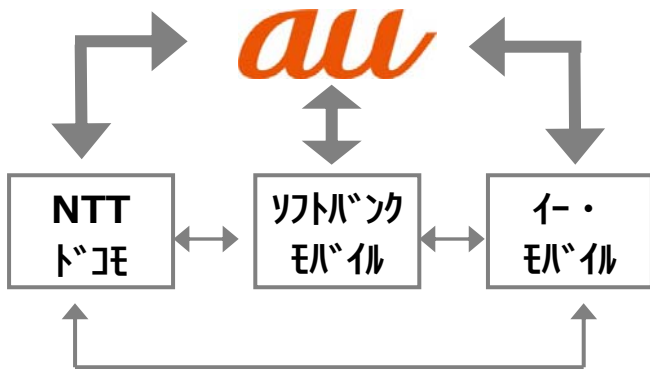 au
NTT
ﾄﾞｺﾓ
ｿﾌﾄﾊﾞﾝｸ
ﾓﾊﾞｲﾙ
ｲｰ・
ﾓﾊﾞｲﾙ